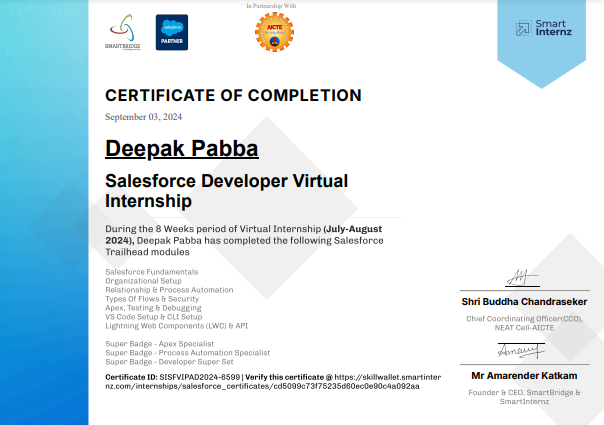 In Partnership With
SMARTBRIDGE
salesforce
PARTNER
AICTE
Smart
Internz
CERTIFICATE OF COMPLETION
September 03, 2024
Deepak Pabba
Salesforce Developer Virtual
Internship
During the 8 Weeks period of Virtual Internship (July-August
2024), Deepak Pabba has completed the following Salesforce
Trailhead modules
Salesforce Fundamentals
Organizational Setup
Relationship & Process Automation
Types Of Flows & Security
Apex, Testing & Debugging
VS Code Setup & CLI Setup
Lightning Web Components (LWC) & API
Super Badge - Apex Specialist
Super Badge - Process Automation Specialist
Super Badge - Developer Super Set
Certificate ID: SISFVIPAD2024-6599 | Verify this certificate @ https://skillwallet.smartinter
nz.com/internships/salesforce_certificates/cd5099c73f75235d60ec0e90c4a092aa
Shri Buddha Chandraseker
Chief Coordinating Officer(CCO),
NEAT Cell-AICTE
Mr Amarender Katkam
Founder & CEO, SmartBridge &
SmartInternz